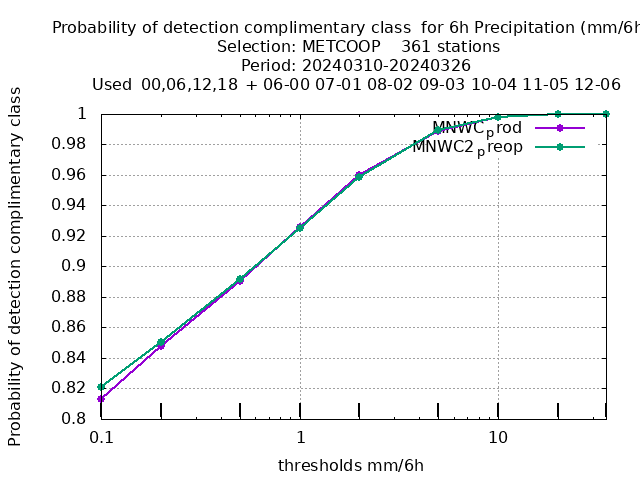 Probability of detection complimentary class  for 6h Precipitation (mm/6h
Selection: METCOOP    361 stations
Period: 20240310-20240326
Used  00,06,12,18  + 06-00 07-01 08-02 09-03 10-04 11-05 12-06
Probability of detection complimentary class
MNWCprod
MNWC2preop
1
0.98
0.96
0.94
0.92
0.9
0.88
0.86
0.84
0.82
0.8
0.1 1 10
thresholds mm/6h